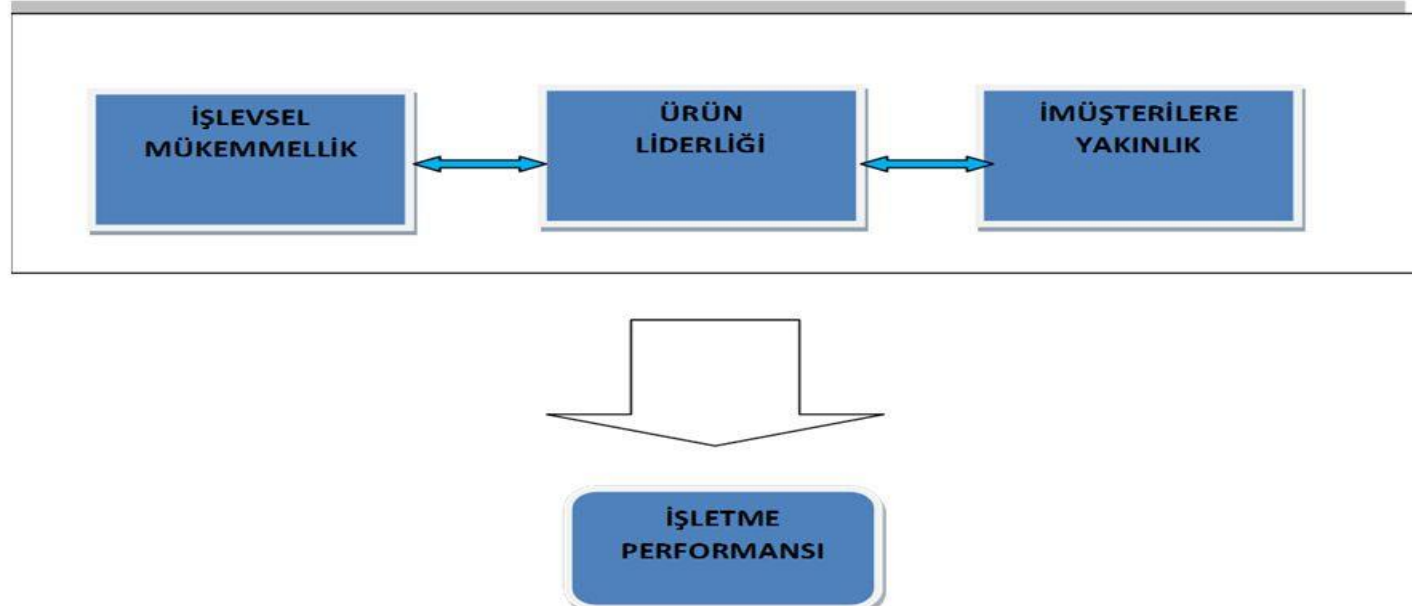 İŞLEVSEL
MÜKEMMELLİK
ÜRÜN
LİDERLİĞİ
İMÜŞTERİLERE
YAKINLIK
İŞLETME
PERFORMANSI